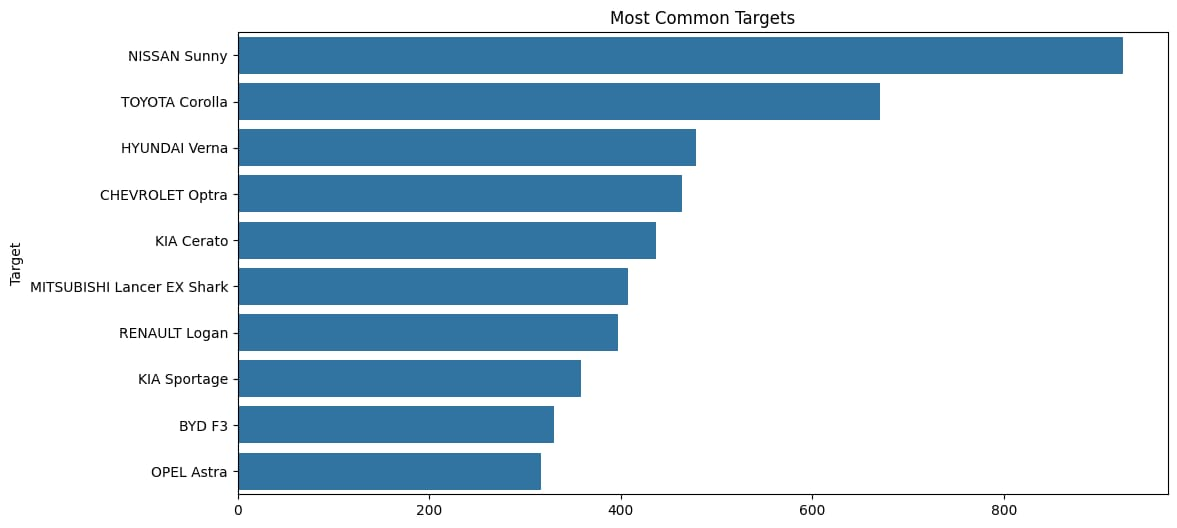 Most Common Targets
NISSAN Sunny
TOYOTA Corolla
HYUNDAI Verna
CHEVROLET Optra
KIA Cerato
MITSUBISHI Lancer EX Shark
RENAULT Logan
KIA Sportage
BYD F3
OPEL Astra
Target
0 200 400 600 800